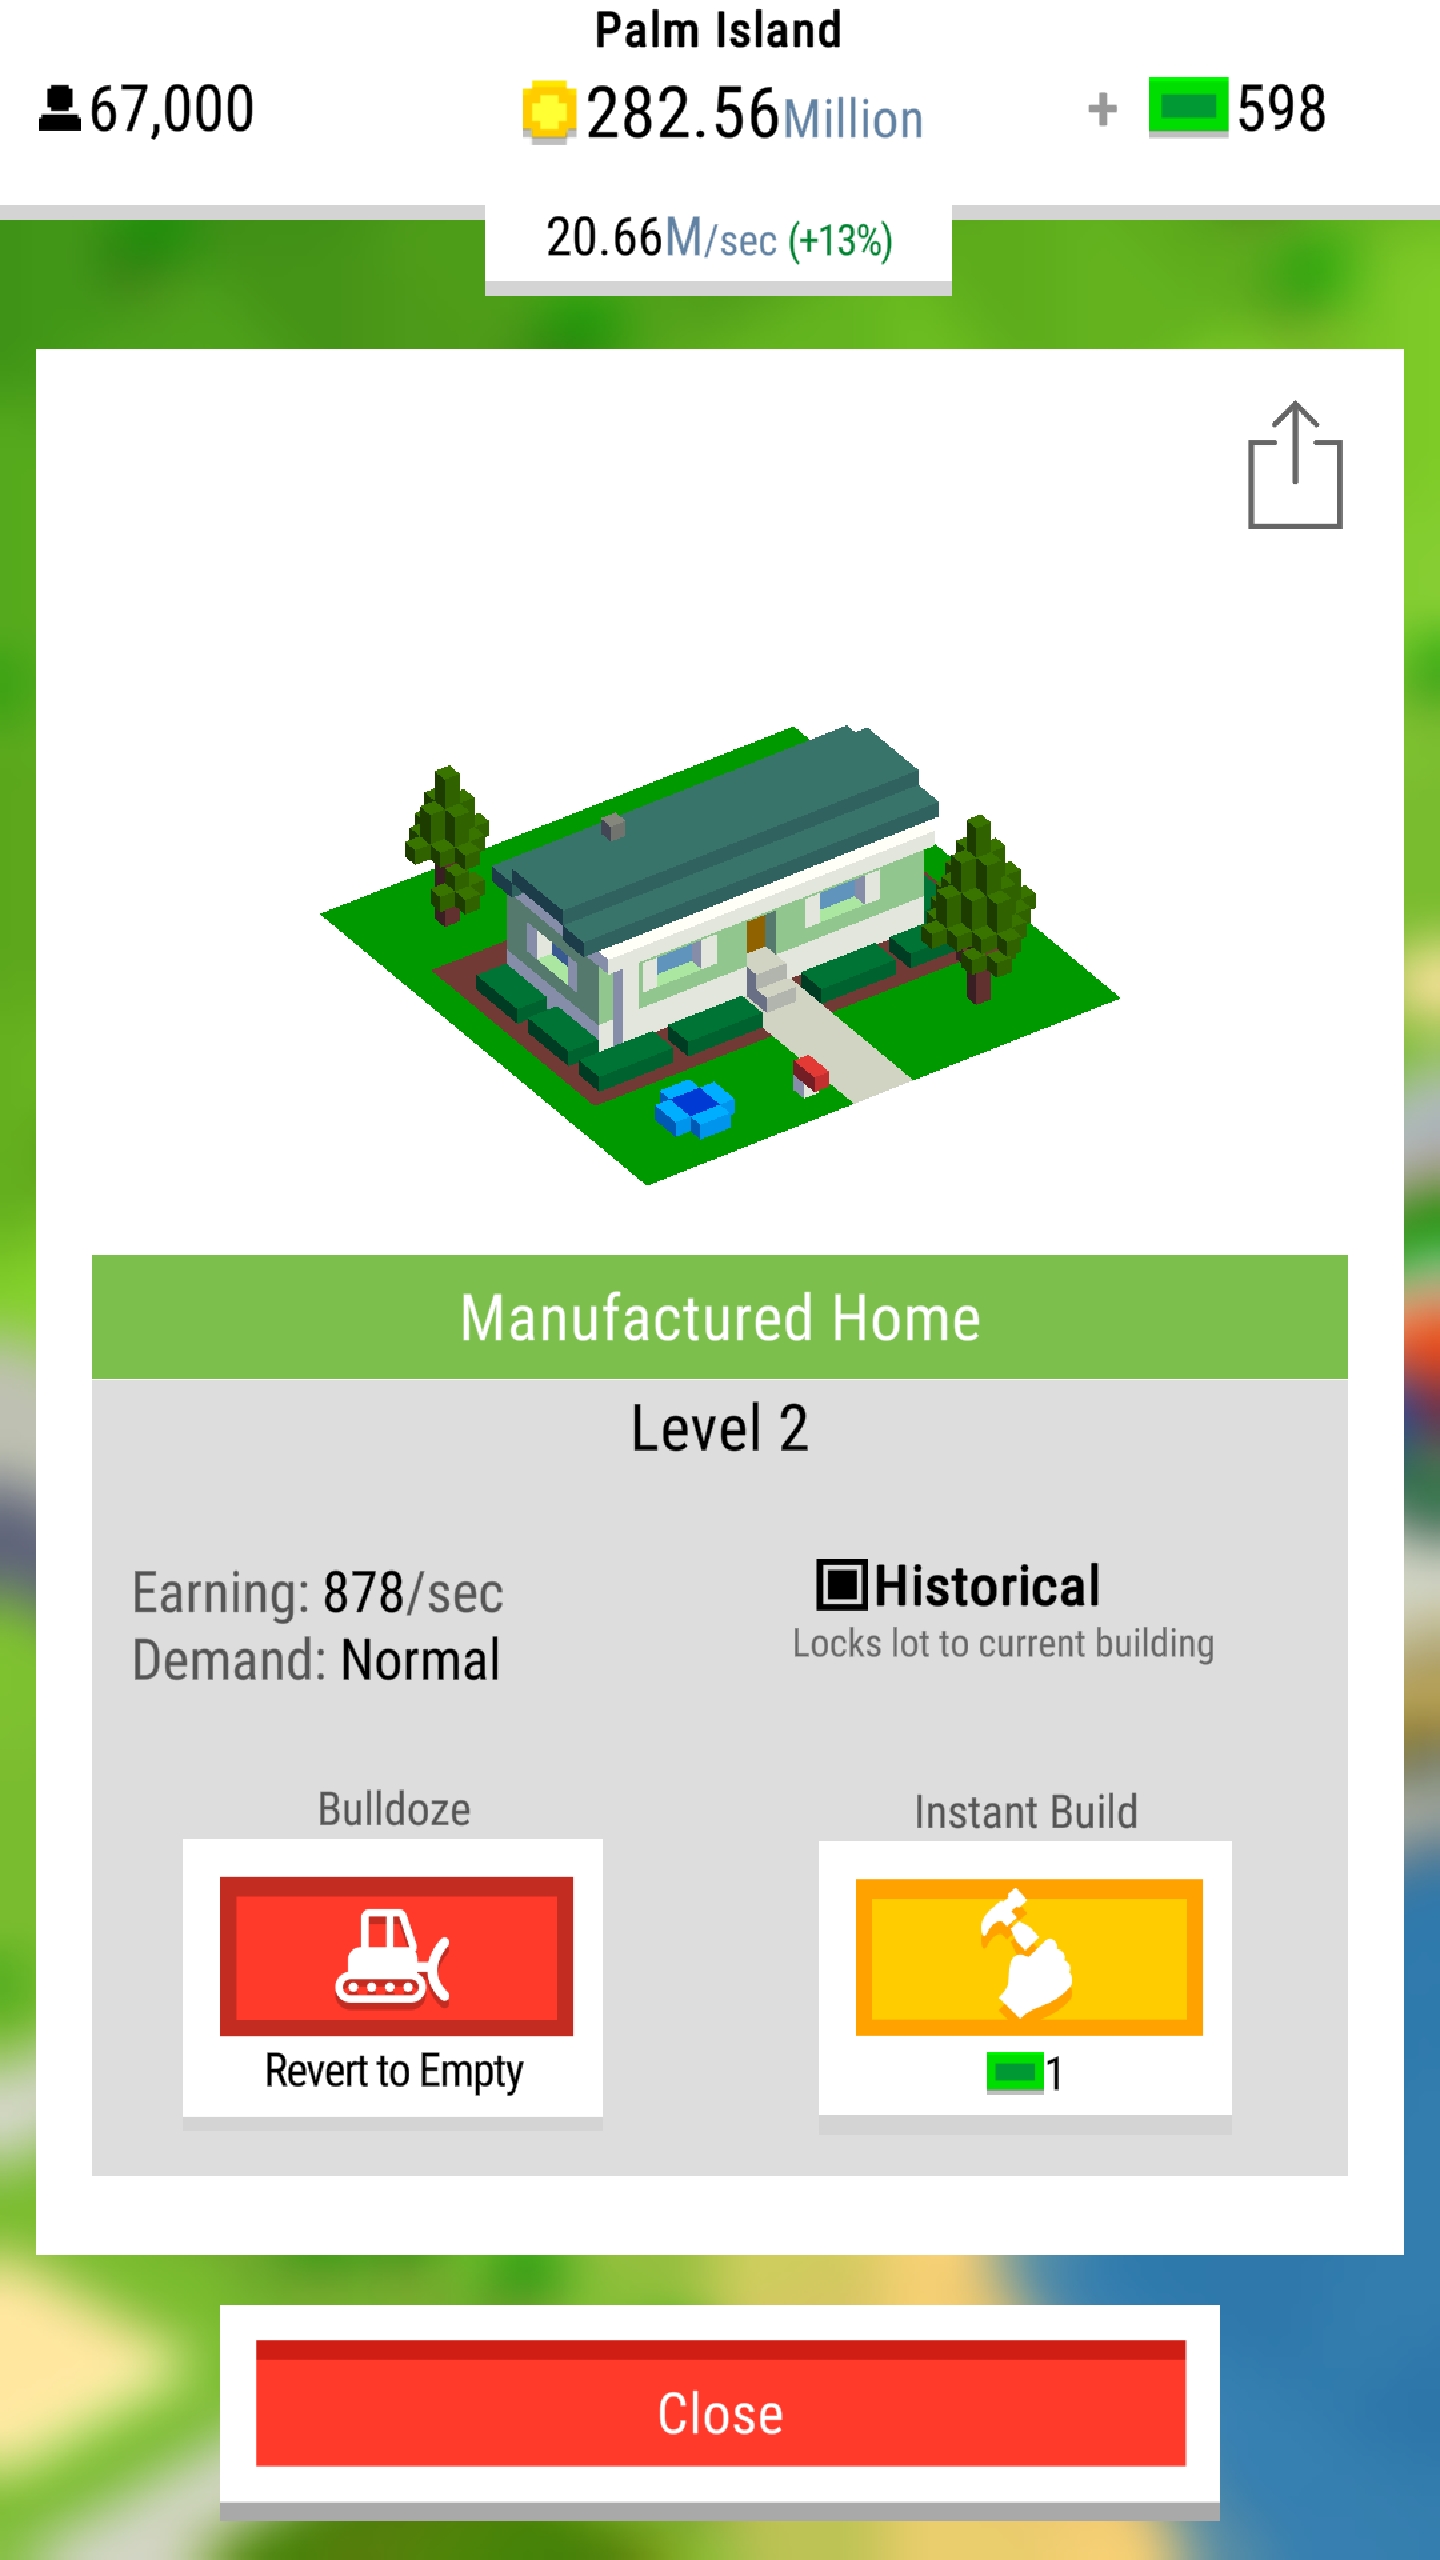 Palm Island
67,000
282.56Million
+ 598
20.66M/sec (+13%)
Manufactured Home
Level 2
Earning: 878/sec
Demand: Normal
Historical
Locks lot to current building
Bulldoze
Revert to Empty
Instant Build
1
Close